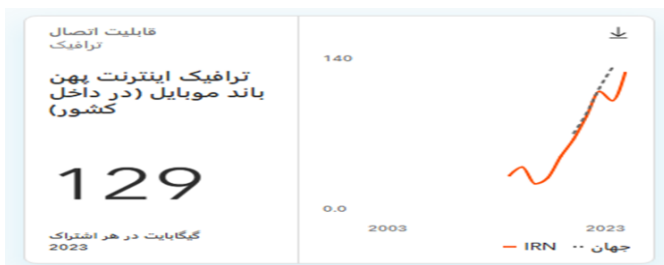 قابلیت اتصال
ترافیک
ترافیک اینترنت پهن
باند موبایل (در داخل
کشور)
129
گیگابایت در هر اشتراک
2023
140
0.0
2003 2023
IRN جهان